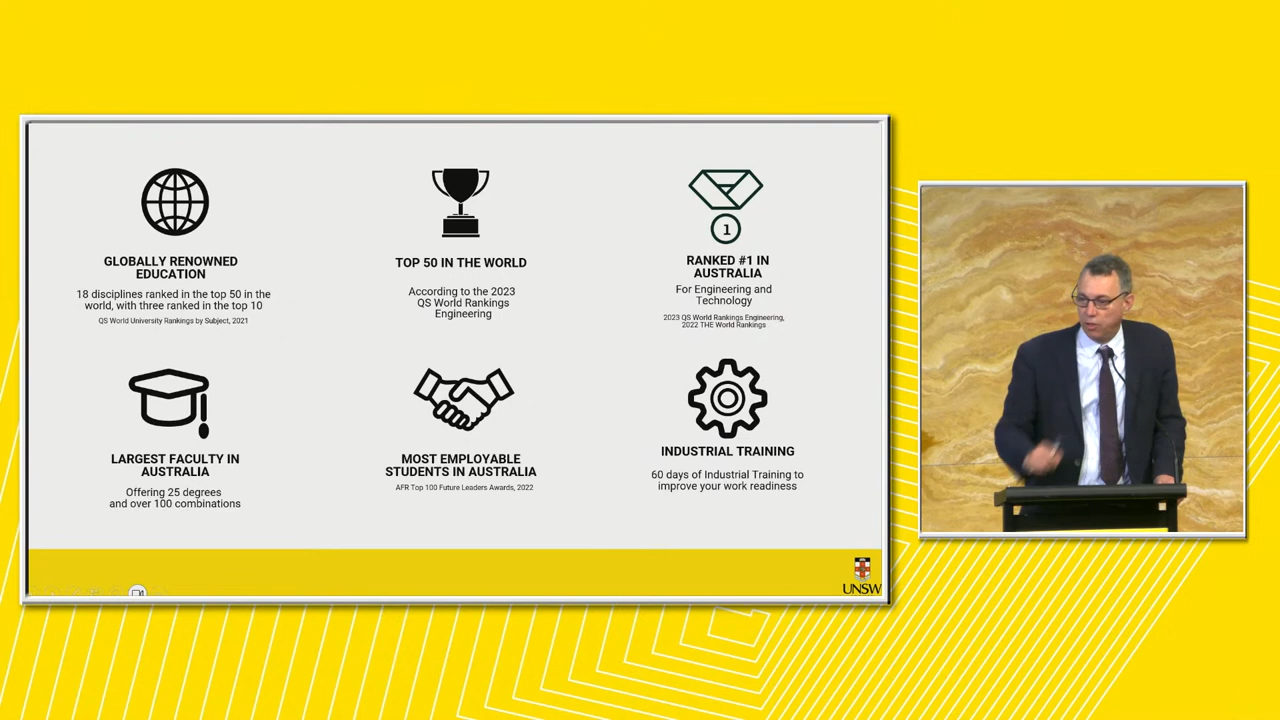 GLOBALLY RENOWNED
EDUCATION
18 disciplines ranked in the top 50 in the
world, with three ranked in the top 10
QS World University Rankings by Subject, 2021
TOP 50 IN THE WORLD
According to the 2023
QS World Rankings
Engineering
1
RANKED #1 IN
AUSTRALIA
For Engineering and
Technology
2023 QS World Rankings Engineering,
2022 THE World Rankings
LARGEST FACULTY IN
AUSTRALIA
Offering 25 degrees
and over 100 combinations
MOST EMPLOYABLE
STUDENTS IN AUSTRALIA
AFR Top 100 Future Leaders Awards, 2022
INDUSTRIAL TRAINING
60 days of Industrial Training to
improve your work readiness
UNSW